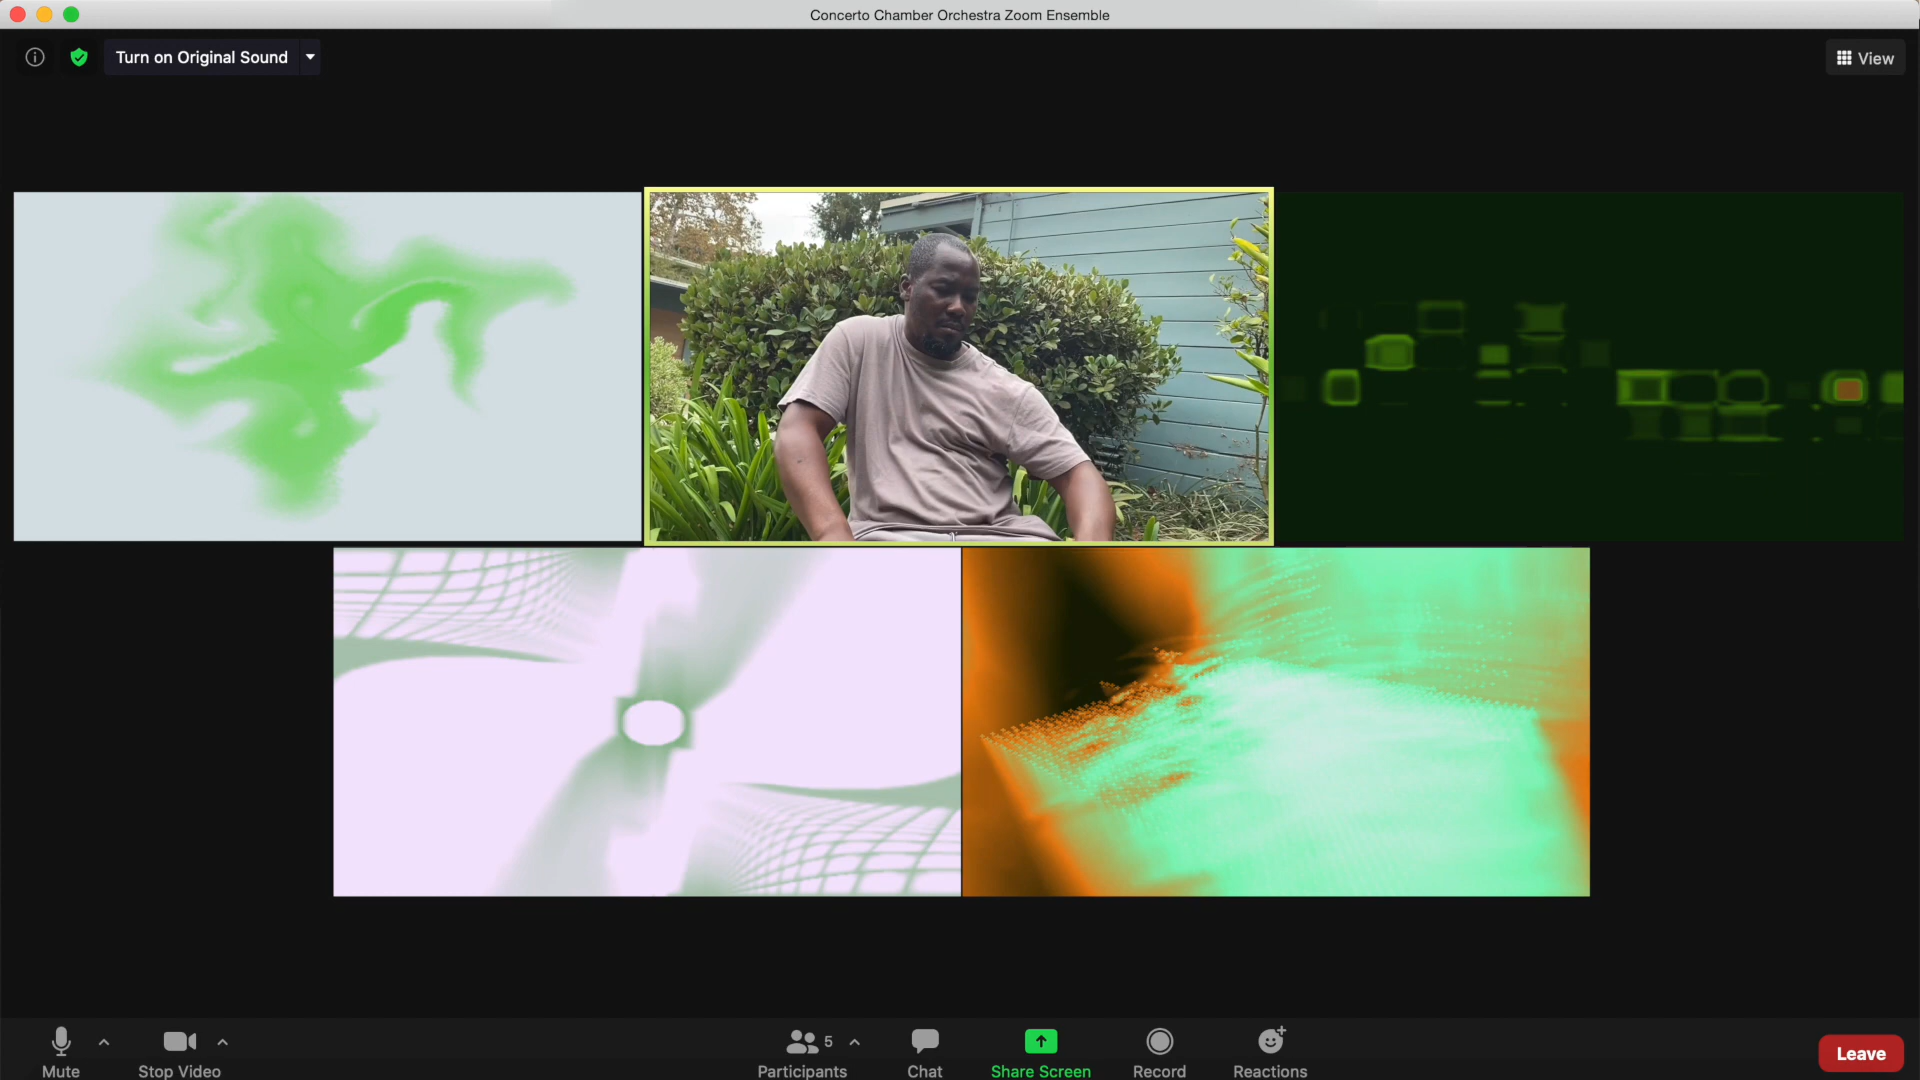 Concerto Chamber Orchestra Zoom Ensemble
Turn on Original Sound
View
Mute
Stop Video
5
Participants
Chat
Share Screen
Record
Reactions
Leave